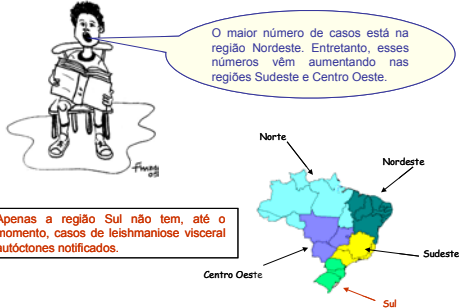 O maior número de casos está na
região Nordeste. Entretanto, esses
números vêm aumentando nas
regiões Sudeste e Centro Oeste.
Norte
Nordeste
Apenas a região Sul não tem, até o
momento, casos de leishmaniose visceral
autóctones notificados.
Sudeste
Centro Oeste
Sul